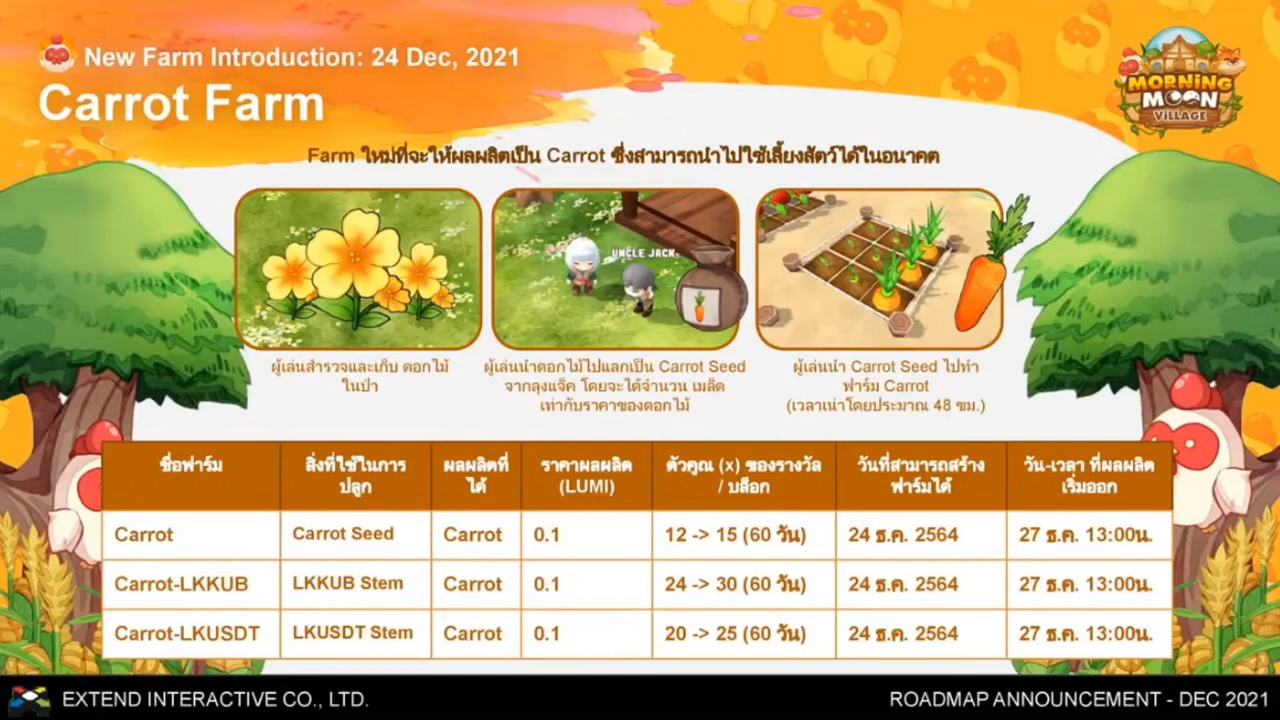 New Farm Introduction: 24 Dec, 2021
Carrot Farm
MORNING
MOON
VILLAGE
Farm ใหม่ที่จะให้ผลผลิตเป็น Carrot ซึ่งสามารถนำไปใช้เลี้ยงสัตว์ได้ในอนาคต
UNCLE JACK
ผู้เล่นสำรวจและเก็บ ดอกไม้
ในป่า
ผู้เล่นนำดอกไม้ไปแลกเป็น Carrot Seed
จากลุงแจ็ค โดยจะได้จำนวน เมล็ด
เท่ากับราคาของดอกไม้
ผู้เล่นนำ Carrot Seed ไปทำ
ฟาร์ม Carrot
(เวลาเน่าโดยประมาณ 48 ชม.)
ชื่อฟาร์ม สิ่งที่ใช้ในการ ผลผลิตที่ ราคาผลผลิต ตัวคูณ (x) ของรางวัล วันที่สามารถสร้าง วัน-เวลา ที่ผลผลิต
ปลูก ได้ (LUMI) / บล็อก ฟาร์มได้ เริ่มออก
Carrot Carrot Seed Carrot 0.1 12 -> 15 (60 วัน) 24 ธ.ค. 2564 27 ธ.ค. 13:00น.
Carrot-LKKUB LKKUB Stem Carrot 0.1 24 -> 30 (60 วัน) 24 ธ.ค. 2564 27 ธ.ค. 13:00น.
Carrot-LKUSDT LKUSDT Stem Carrot 0.1 20 -> 25 (60 วัน) 24 ธ.ค. 2564 27 ธ.ค. 13:00น.
EXTEND INTERACTIVE CO., LTD.
ROADMAP ANNOUNCEMENT - DEC 2021